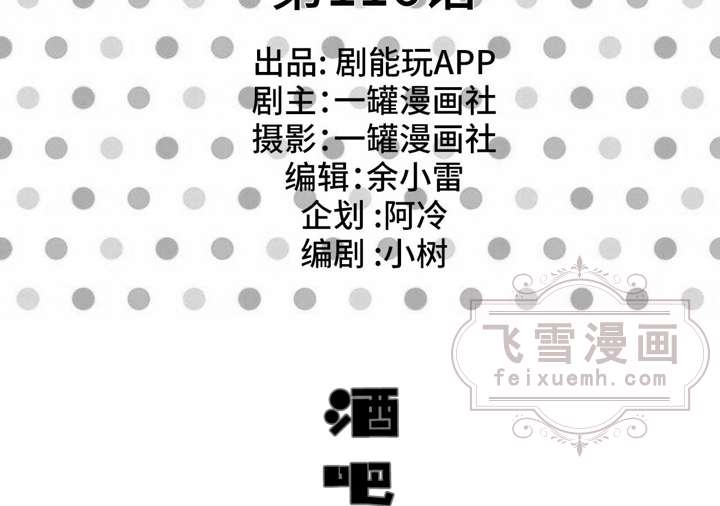 出品: 剧能玩APP
剧主:一罐漫画社
摄影:一罐漫画社
编辑:余小雷
企划 :阿冷
编剧 :小树
飞雪漫画
feixuemh.com
酒
吧